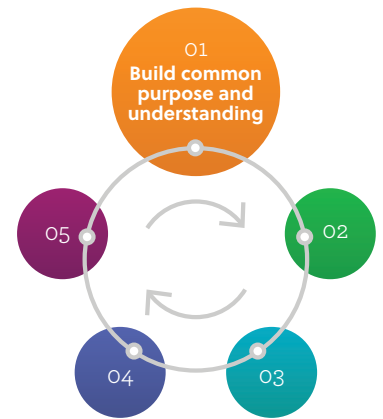 01
Build common
purpose and
understanding
02
03
04
05